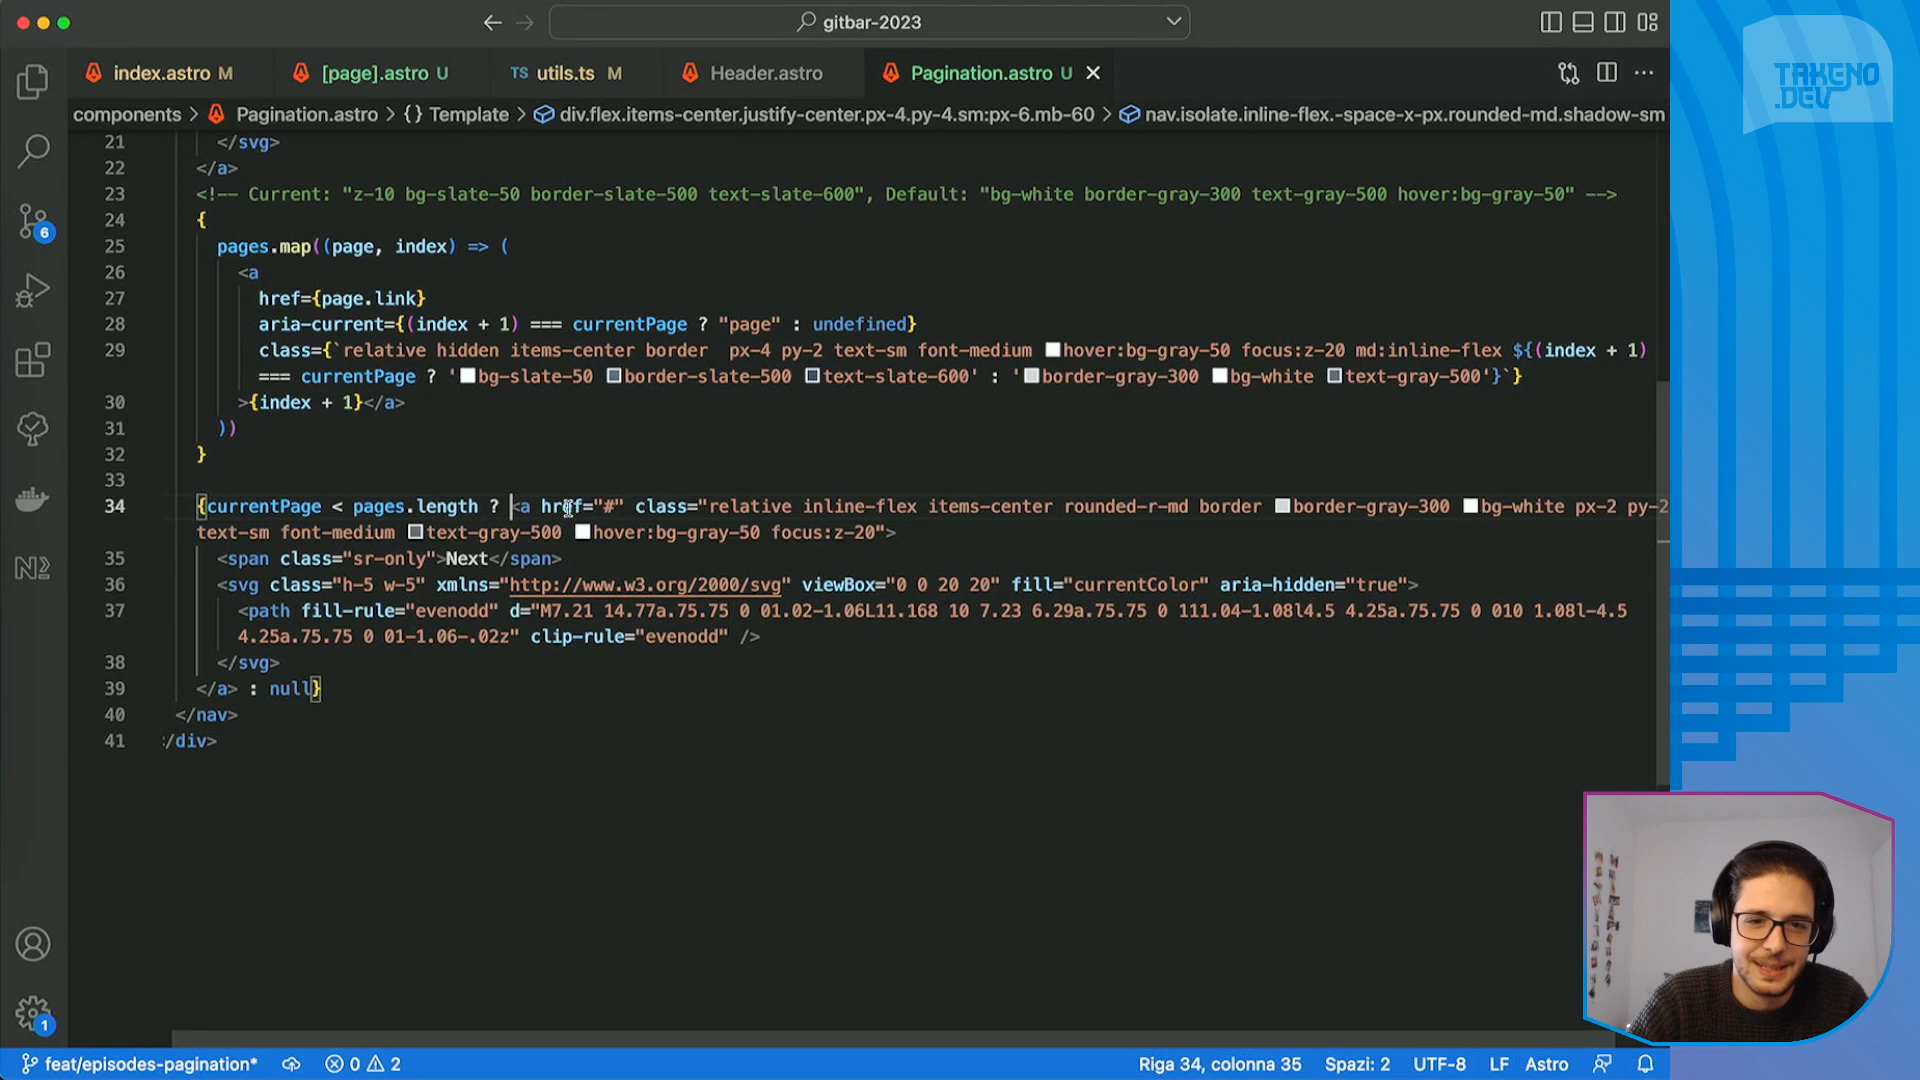 gitbar-2023
index.astro M
[page].astro U
TS utils.ts M
Header.astro
Pagination.astro U
TAKENO
.DEV
components > Pagination.astro > {} Template > div.flex.items-center.justify-center.px-4.py-4.sm:px-6.mb-60 > nav.isolate.inline-flex.-space-x-px.rounded-md.shadow-sm
21 </svg>
22 </a>
23 <!-- Current: "z-10 bg-slate-50 border-slate-500 text-slate-600", Default: "bg-white border-gray-300 text-gray-500 hover:bg-gray-50" -->
24 {
25 pages.map((page, index) => (
26 <a
27 href={page.link}
28 aria-current={(index + 1) === currentPage ? "page" : undefined}
29 class={`relative hidden items-center border  px-4 py-2 text-sm font-medium hover:bg-gray-50 focus:z-20 md:inline-flex ${(index + 1)
=== currentPage ? 'bg-slate-50 border-slate-500 text-slate-600' : 'border-gray-300 bg-white text-gray-500'}`}
30 >{index + 1}</a>
31 ))
32 }
33
34 {currentPage < pages.length ? <a href="#" class="relative inline-flex items-center rounded-r-md border border-gray-300 bg-white px-2 py-2
text-sm font-medium text-gray-500 hover:bg-gray-50 focus:z-20">
35 <span class="sr-only">Next</span>
36 <svg class="h-5 w-5" xmlns="http://www.w3.org/2000/svg" viewBox="0 0 20 20" fill="currentColor" aria-hidden="true">
37 <path fill-rule="evenodd" d="M7.21 14.77a.75.75 0 01.02-1.06L11.168 10 7.23 6.29a.75.75 0 111.04-1.08l4.5 4.25a.75.75 0 010 1.08l-4.5
4.25a.75.75 0 01-1.06-.02z" clip-rule="evenodd" />
38 </svg>
39 </a> : null}
40 </nav>
41 /div>
6
1
feat/episodes-pagination*
0
2
Riga 34, colonna 35
Spazi: 2
UTF-8
LF
Astro